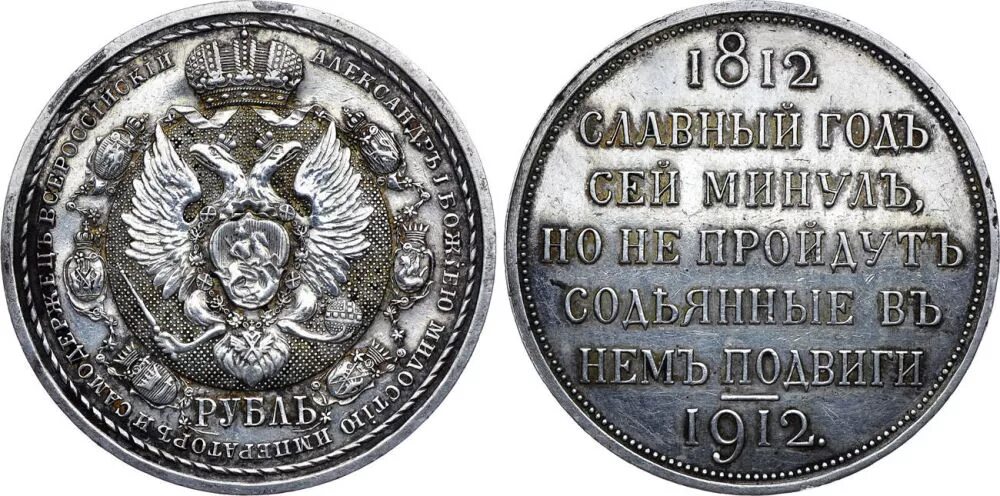 АЛЕКСАНДРЪ I БОЖІЕЮ МИЛОСТІЮ ИМПЕРАТОРЪ И САМОДЕРЖЕЦЪ ВСЕРОССІЙСКІЙ
РУБЛЬ
1812
СЛАВНЫЙ ГОДЪ
СЕЙ МИНУЛЪ,
НО НЕ ПРОЙДУТЪ
СОДѢЯННЫЕ ВЪ
НЕМЪ ПОДВИГИ
1912.